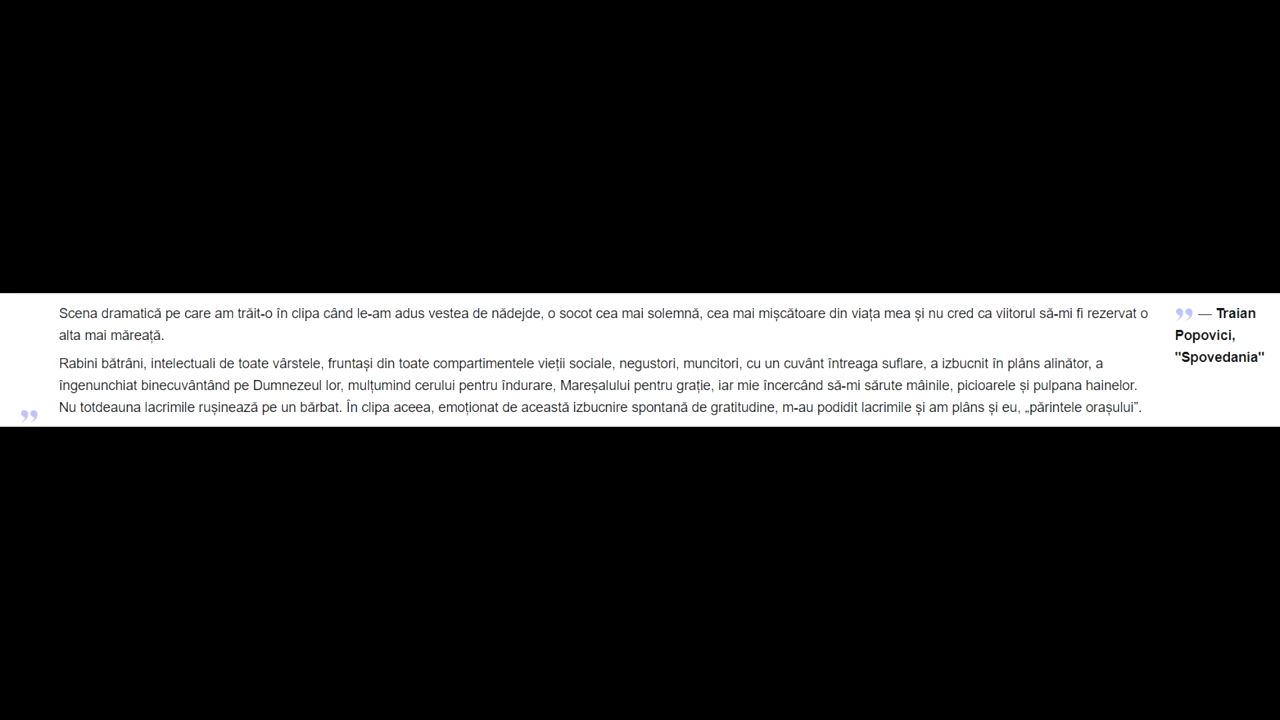 Scena dramatică pe care am trăit-o în clipa când le-am adus vestea de nădejde, o socot cea mai solemnă, cea mai mișcătoare din viața mea și nu cred ca viitorul să-mi fi rezervat o
alta mai măreață.
Rabini bătrâni, intelectuali de toate vârstele, fruntași din toate compartimentele vieții sociale, negustori, muncitori, cu un cuvânt întreaga suflare, a izbucnit în plâns alinător, a
îngenunchiat binecuvântând pe Dumnezeul lor, mulțumind cerului pentru îndurare, Mareșalului pentru grație, iar mie încercând să-mi sărute mâinile, picioarele și pulpana hainelor.
Nu totdeauna lacrimile rușinează pe un bărbat. În clipa aceea, emoționat de această izbucnire spontană de gratitudine, m-au podidit lacrimile și am plâns și eu, „părintele orașului”.
”
” — Traian
Popovici,
"Spovedania"